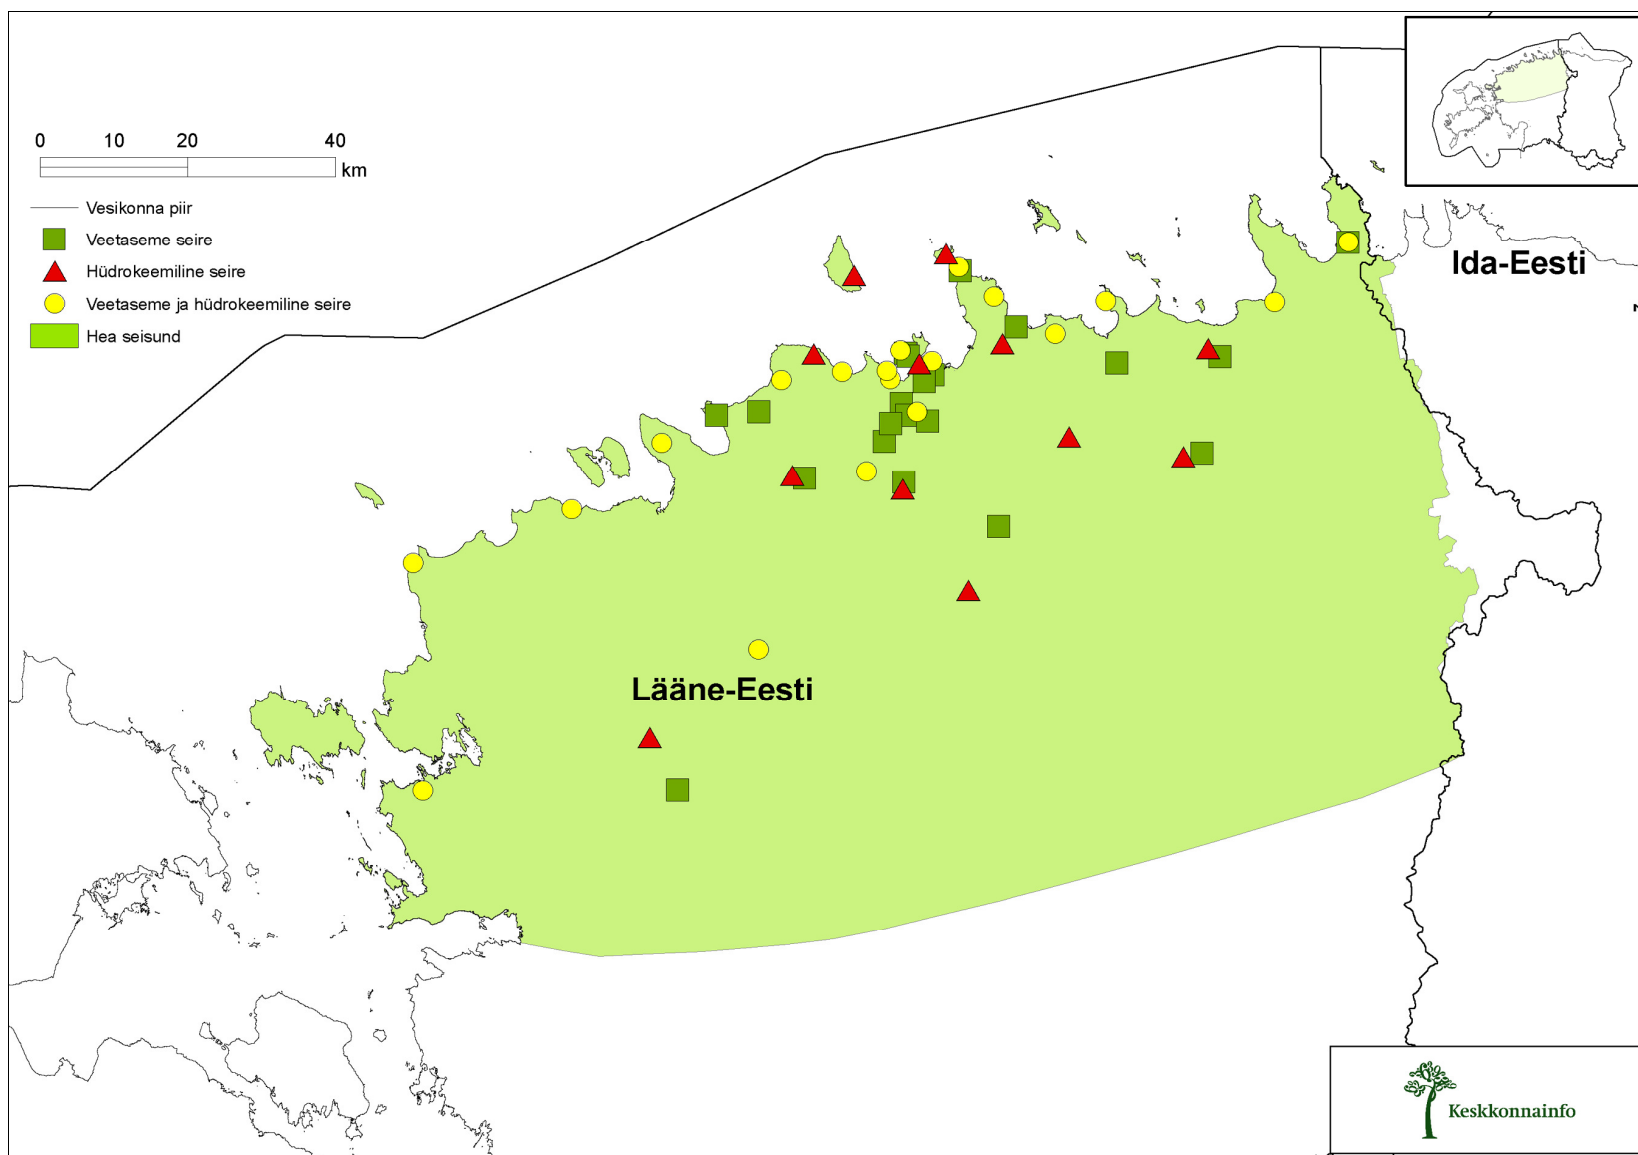 0 10 20 40
km
Vesikonna piir
Veetaseme seire
Hüdrokeemiline seire
Veetaseme ja hüdrokeemiline seire
Hea seisund
Ida-Eesti
Lääne-Eesti
Keskkonnainfo